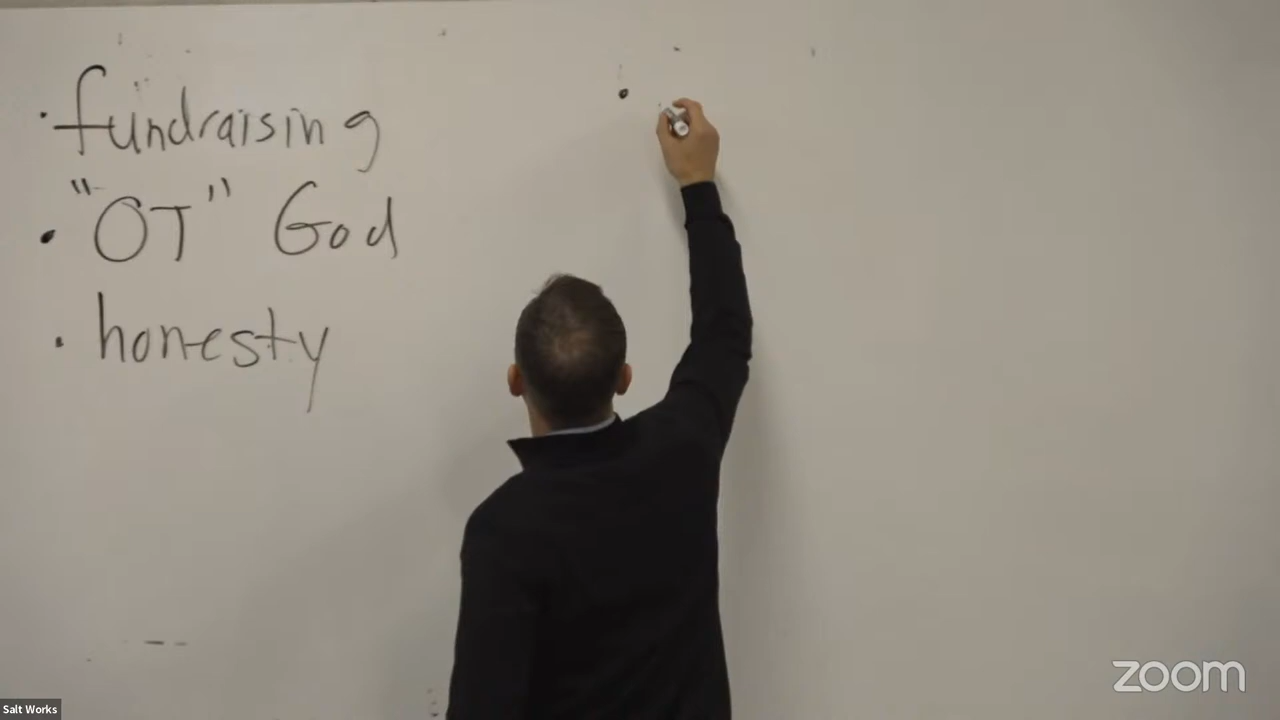 · fundraising
· "OT" God
· honesty
·
zoom
Salt Works